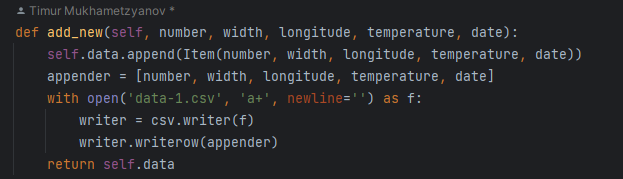 Timur Mukhametzyanov *
def add_new(self, number, width, longitude, temperature, date):
    self.data.append(Item(number, width, longitude, temperature, date))
    appender = [number, width, longitude, temperature, date]
    with open('data-1.csv', 'a+', newline='') as f:
        writer = csv.writer(f)
        writer.writerow(appender)
    return self.data